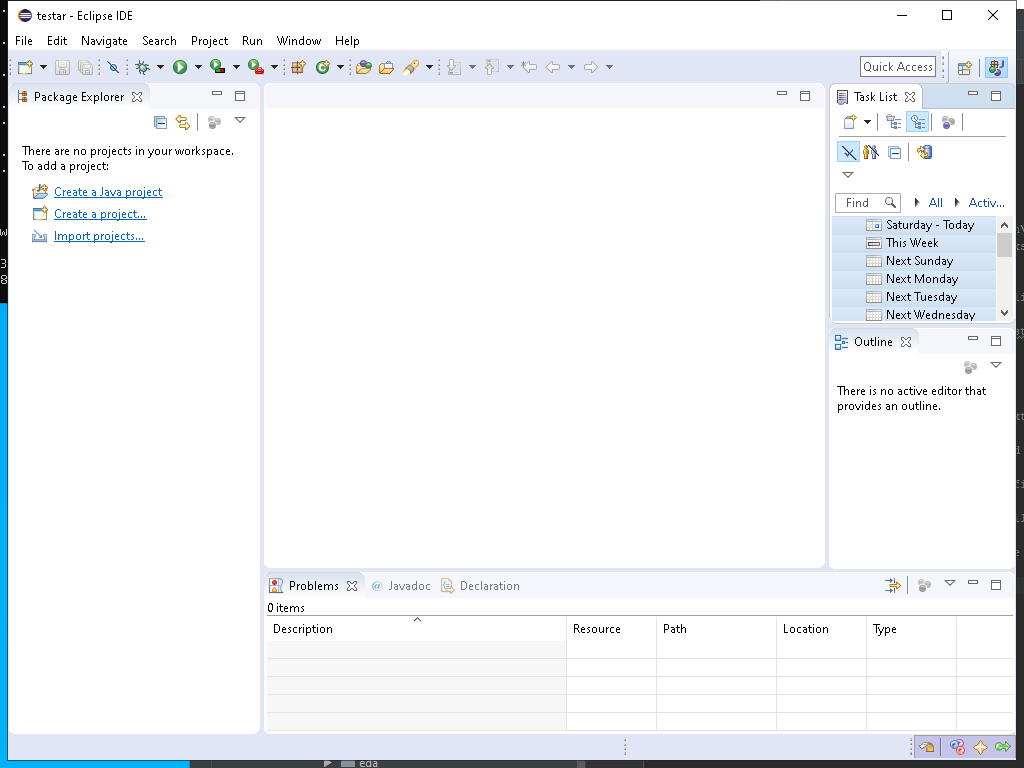 testar - Eclipse IDE
File Edit Navigate Search Project Run Window Help
Quick Access
Package Explorer
There are no projects in your workspace.
To add a project:
Create a Java project
Create a project...
Import projects...
Task List
Find All Activ...
Saturday - Today
This Week
Next Sunday
Next Monday
Next Tuesday
Next Wednesday
Outline
There is no active editor that
provides an outline.
Problems @ Javadoc Declaration
0 items
Description Resource Path Location Type
eda